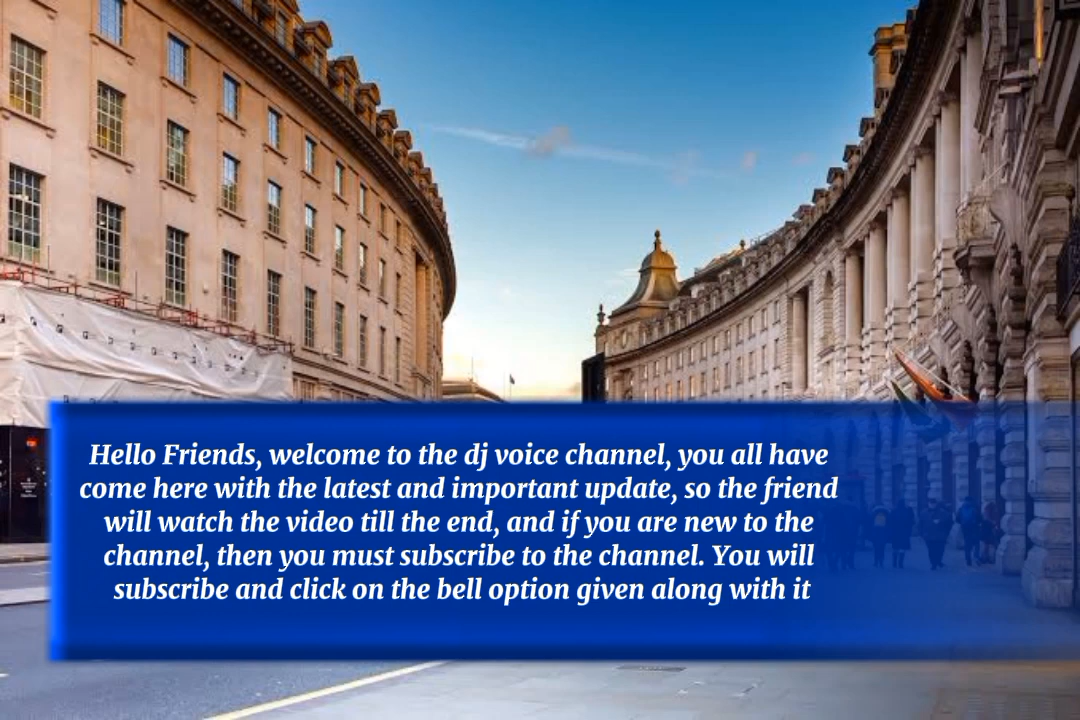 Hello Friends, welcome to the dj voice channel, you all have
come here with the latest and important update, so the friend
will watch the video till the end, and if you are new to the
channel, then you must subscribe to the channel. You will
subscribe and click on the bell option given along with it